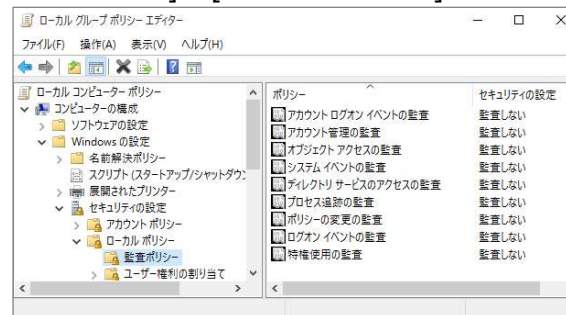 ローカル グループ ポリシー エディター
ファイル(F) 操作(A) 表示(V) ヘルプ(H)
ローカル コンピューター ポリシー
コンピューターの構成
ソフトウェアの設定
Windows の設定
名前解決ポリシー
スクリプト (スタートアップ/シャットダウン
展開されたプリンター
セキュリティの設定
アカウント ポリシー
ローカル ポリシー
監査ポリシー
ユーザー権利の割り当て
ポリシー セキュリティの設定
アカウント ログオン イベントの監査 監査しない
アカウント管理の監査 監査しない
オブジェクト アクセスの監査 監査しない
システム イベントの監査 監査しない
ディレクトリ サービスのアクセスの監査 監査しない
プロセス追跡の監査 監査しない
ポリシーの変更の監査 監査しない
ログオン イベントの監査 監査しない
特権使用の監査 監査しない